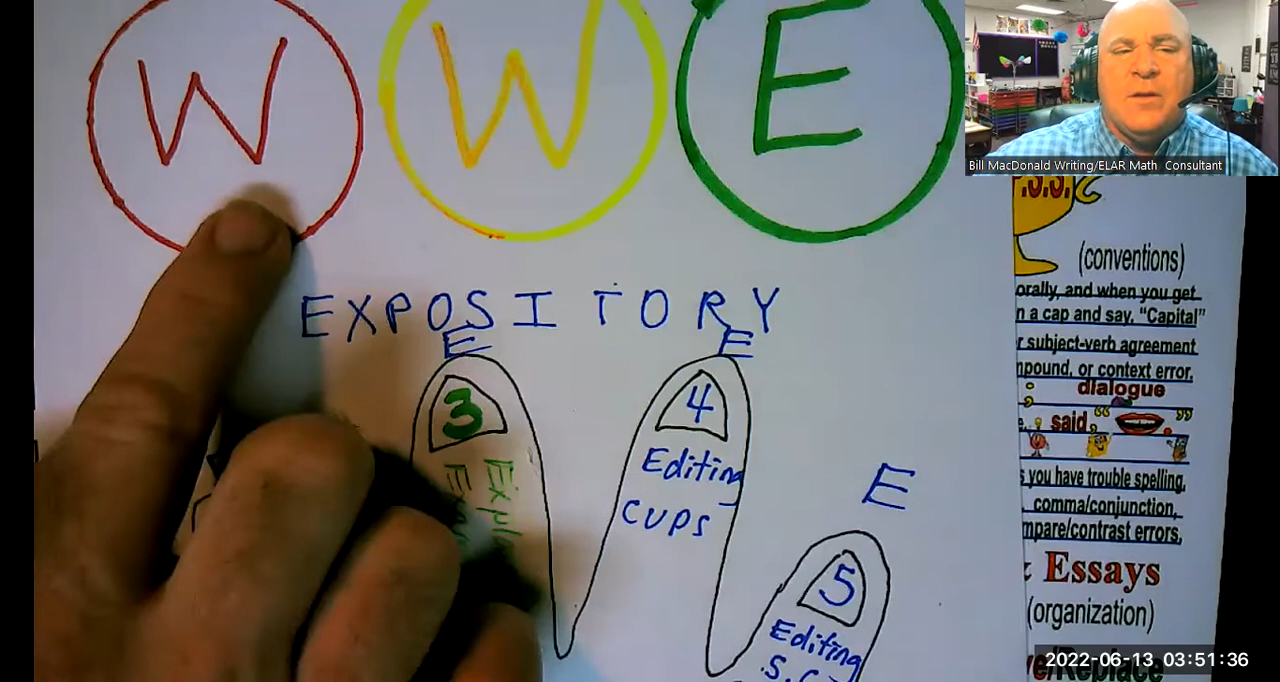 W W E
Bill MacDonald Writing/ELAR Math Consultant
(conventions)
orally, and when you get
n a cap and say, "Capital"
r subject-verb agreement
mpound, or context error.
dialogue
said,“ ”
s you have trouble spelling.
comma/conjunction,
mpare/contrast errors,
Essays
(organization)
EXPOSITORY
E E
3 4
Editing
CUPS
E
5
Editing
2022-06-13 03:51:36